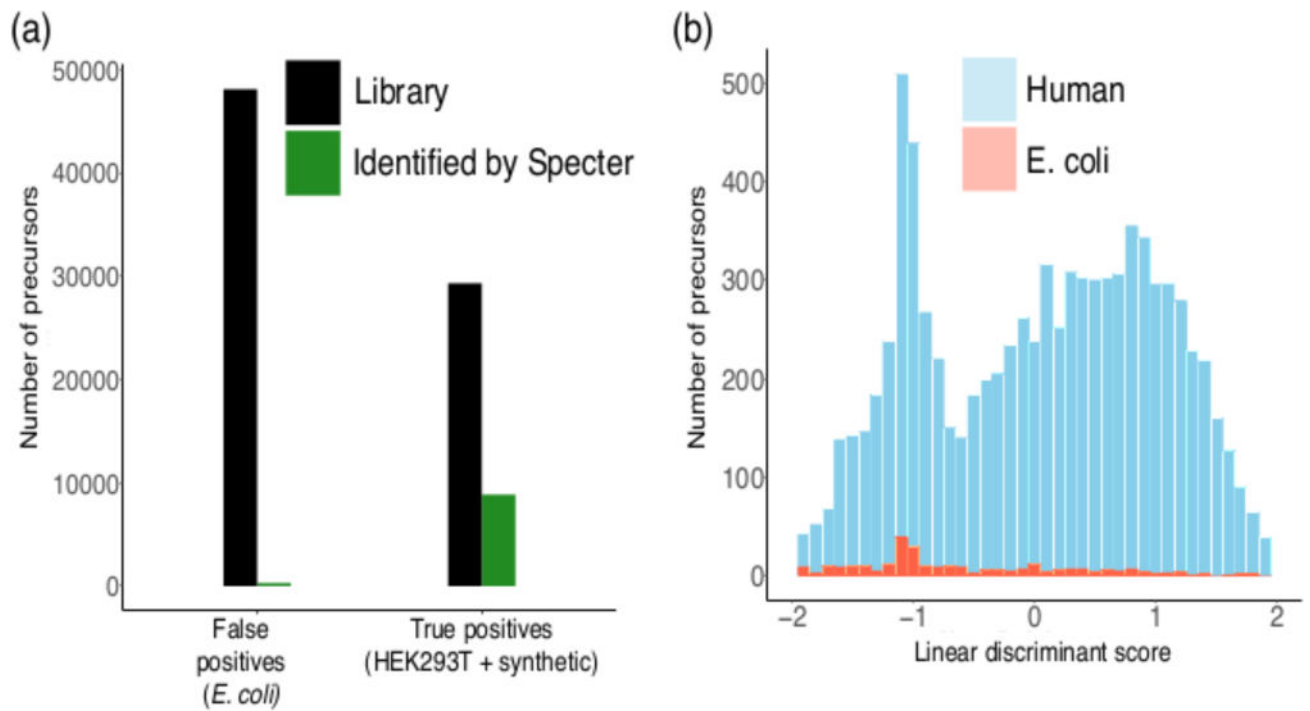 (a)
50000
40000
30000
20000
10000
0
Number of precursors
Library
Identified by Specter
False
positives
(E. coli)
True positives
(HEK293T + synthetic)
(b)
500
400
300
200
100
0
Number of precursors
Human
E. coli
−2
−1
0
1
2
Linear discriminant score